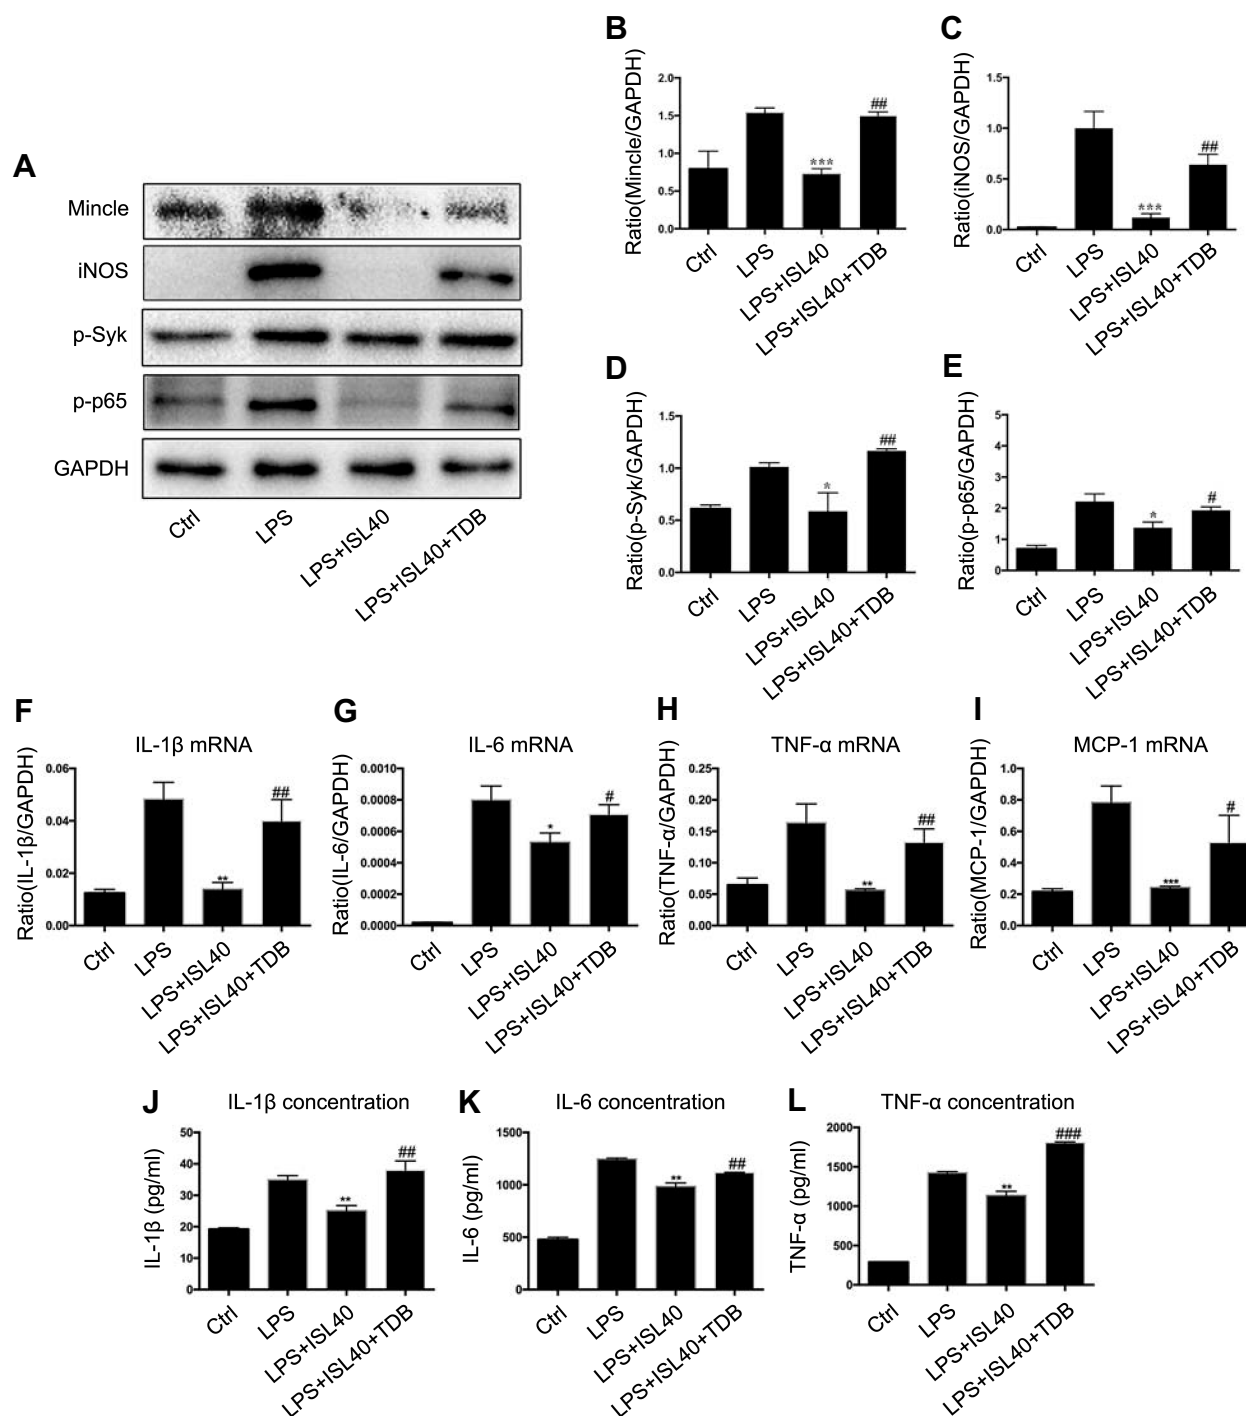 A
Mincle
iNOS
p-Syk
p-p65
GAPDH
Ctrl
LPS
LPS+ISL40
LPS+ISL40+TDB
B
Ratio(Mincle/GAPDH)
2.0
1.5
1.0
0.5
0.0
***
##
Ctrl
LPS
LPS+ISL40
LPS+ISL40+TDB
C
Ratio(iNOS/GAPDH)
1.5
1.0
0.5
0.0
***
##
Ctrl
LPS
LPS+ISL40
LPS+ISL40+TDB
D
Ratio(p-Syk/GAPDH)
1.5
1.0
0.5
0.0
*
##
Ctrl
LPS
LPS+ISL40
LPS+ISL40+TDB
E
Ratio(p-p65/GAPDH)
5
4
3
2
1
0
*
#
Ctrl
LPS
LPS+ISL40
LPS+ISL40+TDB
F
IL-1β mRNA
Ratio(IL-1β/GAPDH)
0.06
0.04
0.02
0.00
**
##
Ctrl
LPS
LPS+ISL40
LPS+ISL40+TDB
G
IL-6 mRNA
Ratio(IL-6/GAPDH)
0.0010
0.0008
0.0006
0.0004
0.0002
0.0000
*
#
Ctrl
LPS
LPS+ISL40
LPS+ISL40+TDB
H
TNF-α mRNA
Ratio(TNF-α/GAPDH)
0.25
0.20
0.15
0.10
0.05
0.00
**
##
Ctrl
LPS
LPS+ISL40
LPS+ISL40+TDB
I
MCP-1 mRNA
Ratio(MCP-1/GAPDH)
1.0
0.8
0.6
0.4
0.2
0.0
***
#
Ctrl
LPS
LPS+ISL40
LPS+ISL40+TDB
J
IL-1β concentration
IL-1β (pg/ml)
50
40
30
20
10
0
**
##
Ctrl
LPS
LPS+ISL40
LPS+ISL40+TDB
K
IL-6 concentration
IL-6 (pg/ml)
1500
1000
500
0
**
##
Ctrl
LPS
LPS+ISL40
LPS+ISL40+TDB
L
TNF-α concentration
TNF-α (pg/ml)
2000
1500
1000
500
0
**
###
Ctrl
LPS
LPS+ISL40
LPS+ISL40+TDB